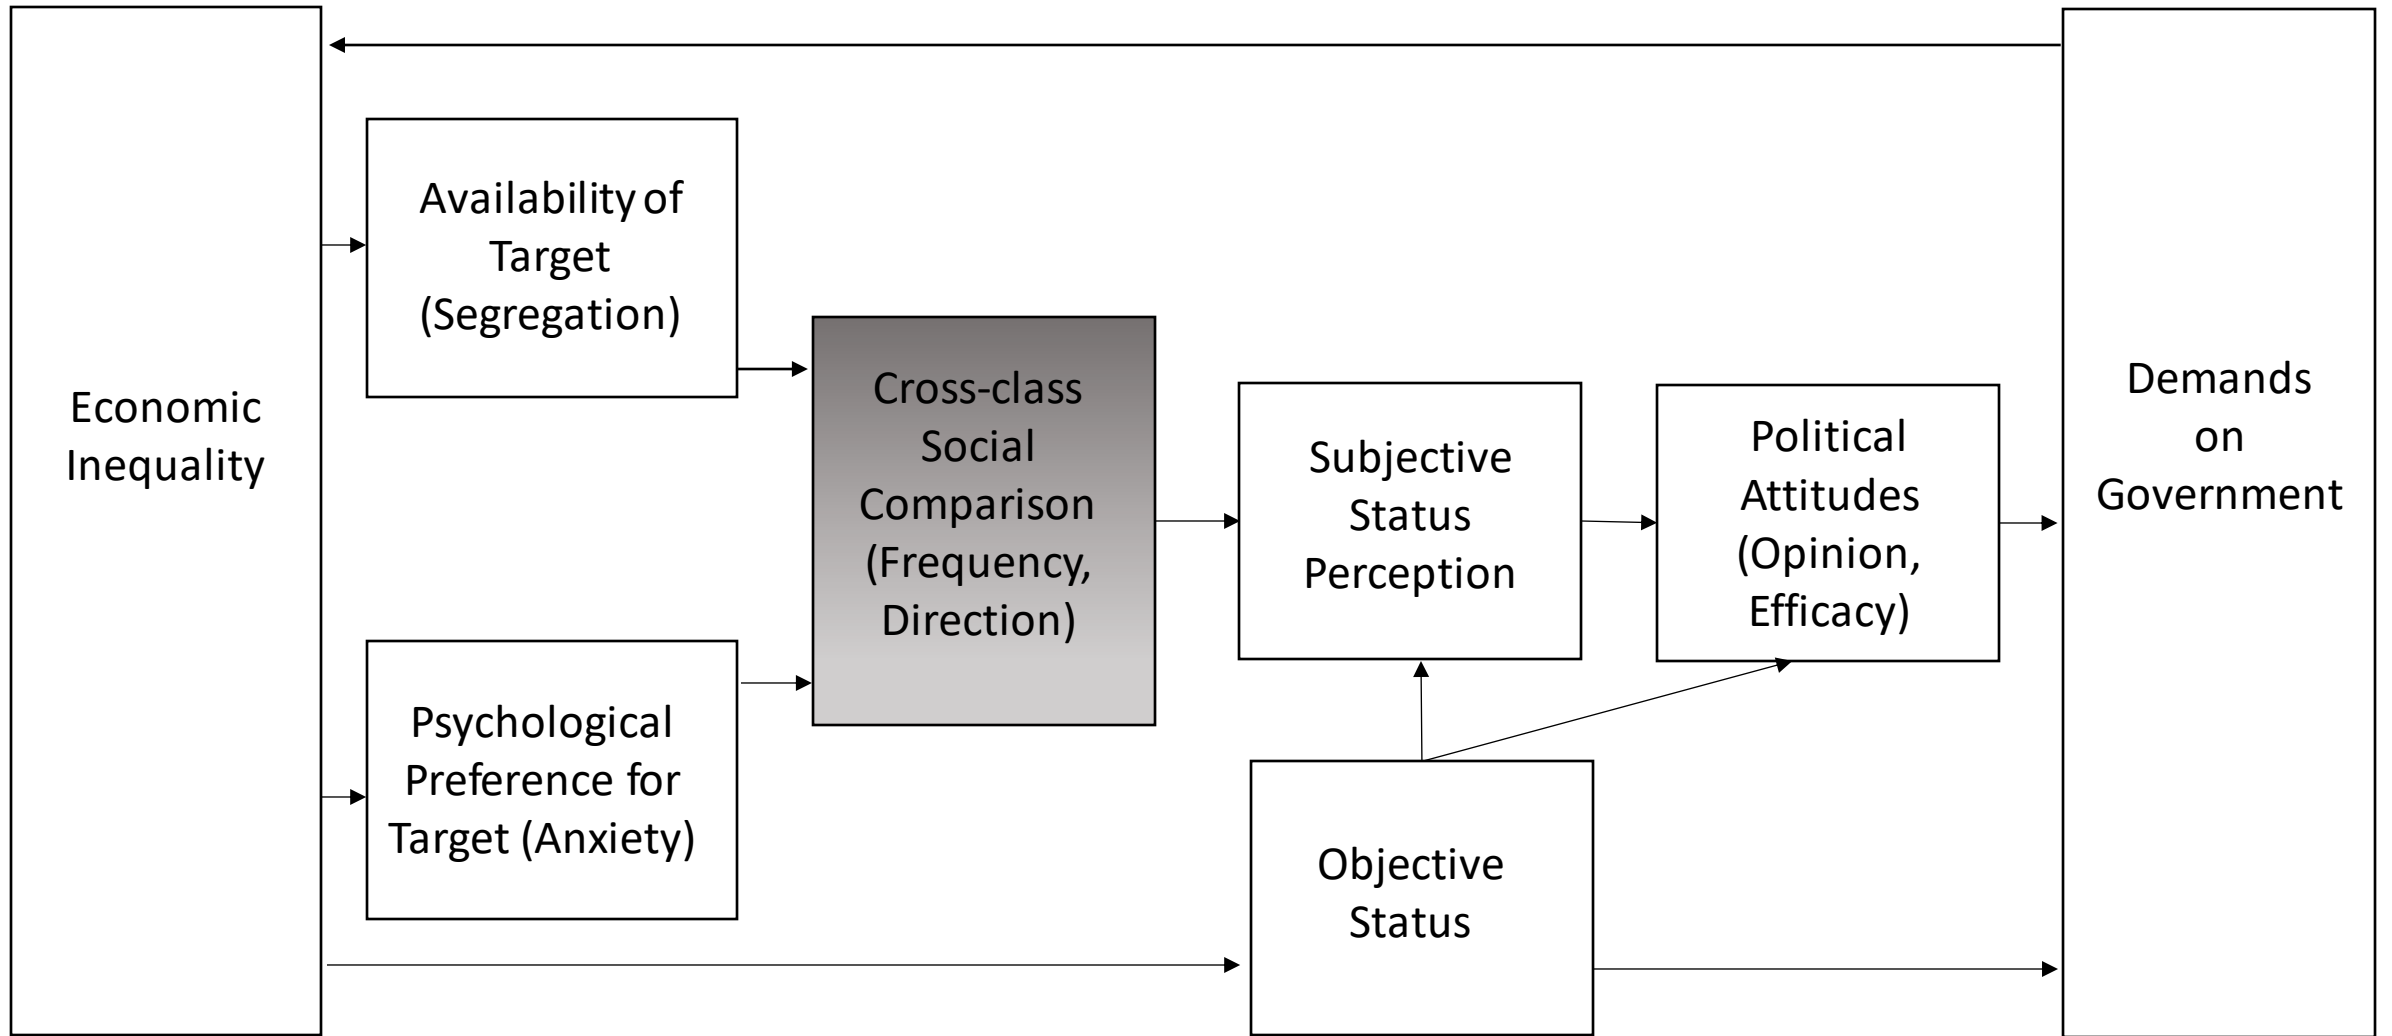 Economic
Inequality
Availability of
Target
(Segregation)
Psychological
Preference for
Target (Anxiety)
Cross-class
Social
Comparison
(Frequency,
Direction)
Subjective
Status
Perception
Objective
Status
Political
Attitudes
(Opinion,
Efficacy)
Demands
on
Government